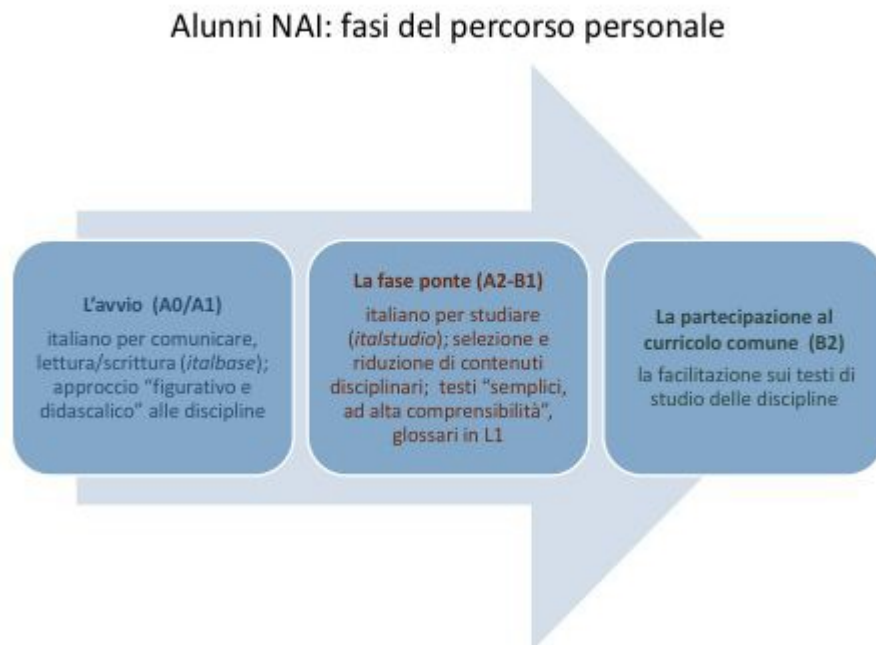 Alunni NAI: fasi del percorso personale
L'avvio (A0/A1)
italiano per comunicare,
lettura/scrittura (italbase);
approccio "figurativo e
didascalico" alle discipline
La fase ponte (A2-B1)
italiano per studiare
(italstudio); selezione e
riduzione di contenuti
disciplinari; testi "semplici,
ad alta comprensibilità",
glossari in L1
La partecipazione al
curricolo comune (B2)
la facilitazione sui testi di
studio delle discipline